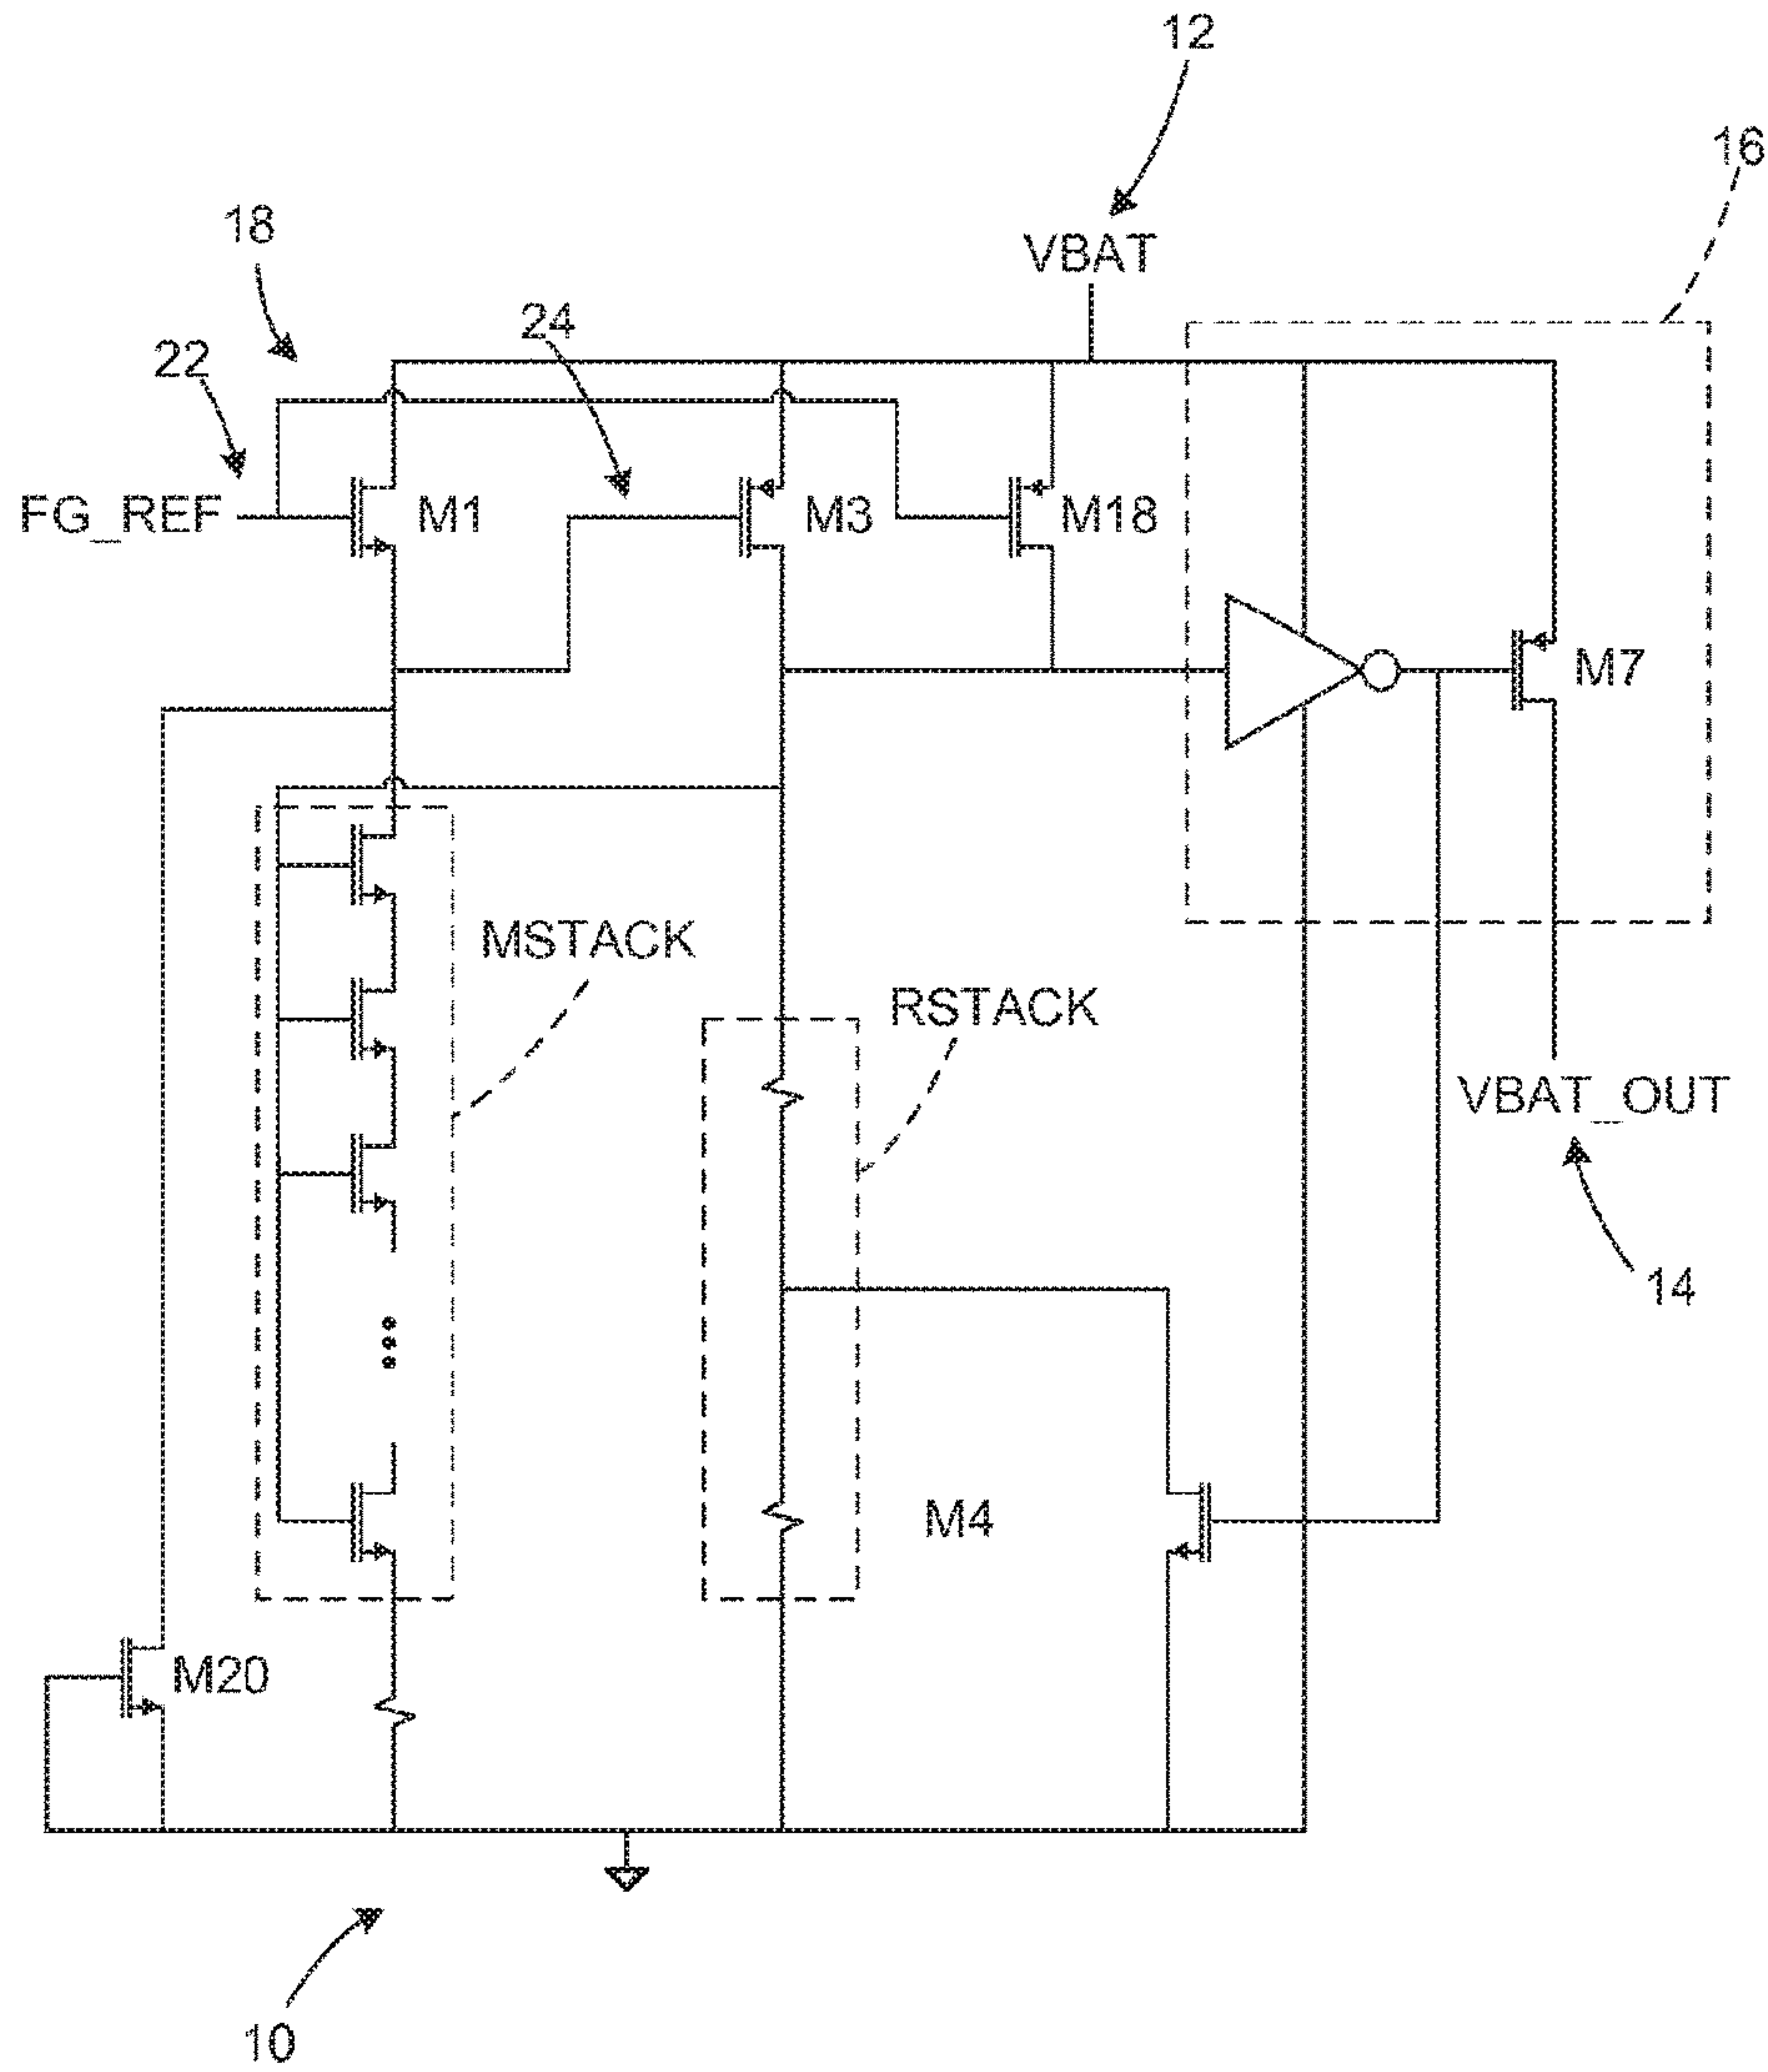 12
16
18
VBAT
24
22
FG_REF
M1
M3
M18
M7
MSTACK
RSTACK
VBAT_OUT
14
M4
M20
10